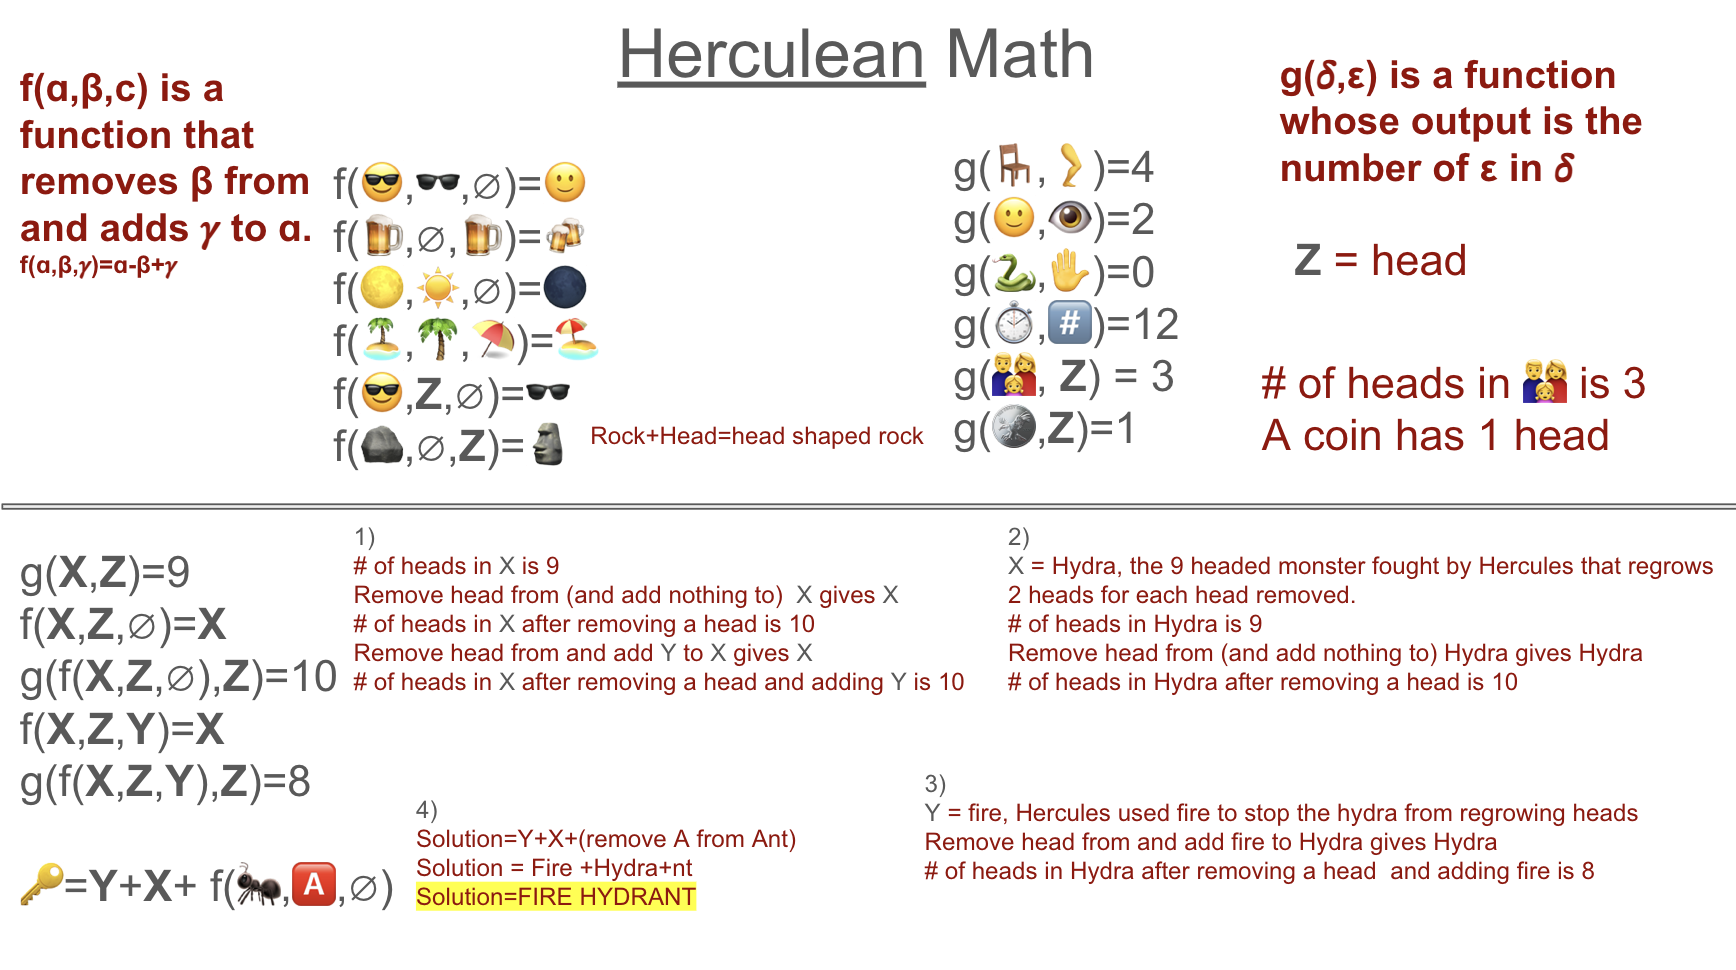 Herculean Math
f(α,β,c) is a
function that
removes β from
and adds 𝛾 to α.
f(α,β,𝛾)=α-β+𝛾
f(😎,🕶️,∅)=🙂
f(🍺,∅,🍺)=🍻
f(🌕,☀️,∅)=🌑
f(🏝️,🌴,⛱️)=🏖️
f(😎,Z,∅)=🕶️
f(🪨,∅,Z)=🗿
Rock+Head=head shaped rock
g(🪑,🦵)=4
g(🙂,👁️)=2
g(🐍,✋)=0
g(⏱️,#️⃣)=12
g(👨‍👩‍👧, Z) = 3
g(🪙,Z)=1
g(𝛿,ε) is a function
whose output is the
number of ε in 𝛿
Z = head
# of heads in 👨‍👩‍👧 is 3
A coin has 1 head
g(X,Z)=9
f(X,Z,∅)=X
g(f(X,Z,∅),Z)=10
f(X,Z,Y)=X
g(f(X,Z,Y),Z)=8
🔑=Y+X+ f(🐜,🅰️,∅)
1)
# of heads in X is 9
Remove head from (and add nothing to) X gives X
# of heads in X after removing a head is 10
Remove head from and add Y to X gives X
# of heads in X after removing a head and adding Y is 10
2)
X = Hydra, the 9 headed monster fought by Hercules that regrows
2 heads for each head removed.
# of heads in Hydra is 9
Remove head from (and add nothing to) Hydra gives Hydra
# of heads in Hydra after removing a head is 10
3)
Y = fire, Hercules used fire to stop the hydra from regrowing heads
Remove head from and add fire to Hydra gives Hydra
# of heads in Hydra after removing a head and adding fire is 8
4)
Solution=Y+X+(remove A from Ant)
Solution = Fire +Hydra+nt
Solution=FIRE HYDRANT